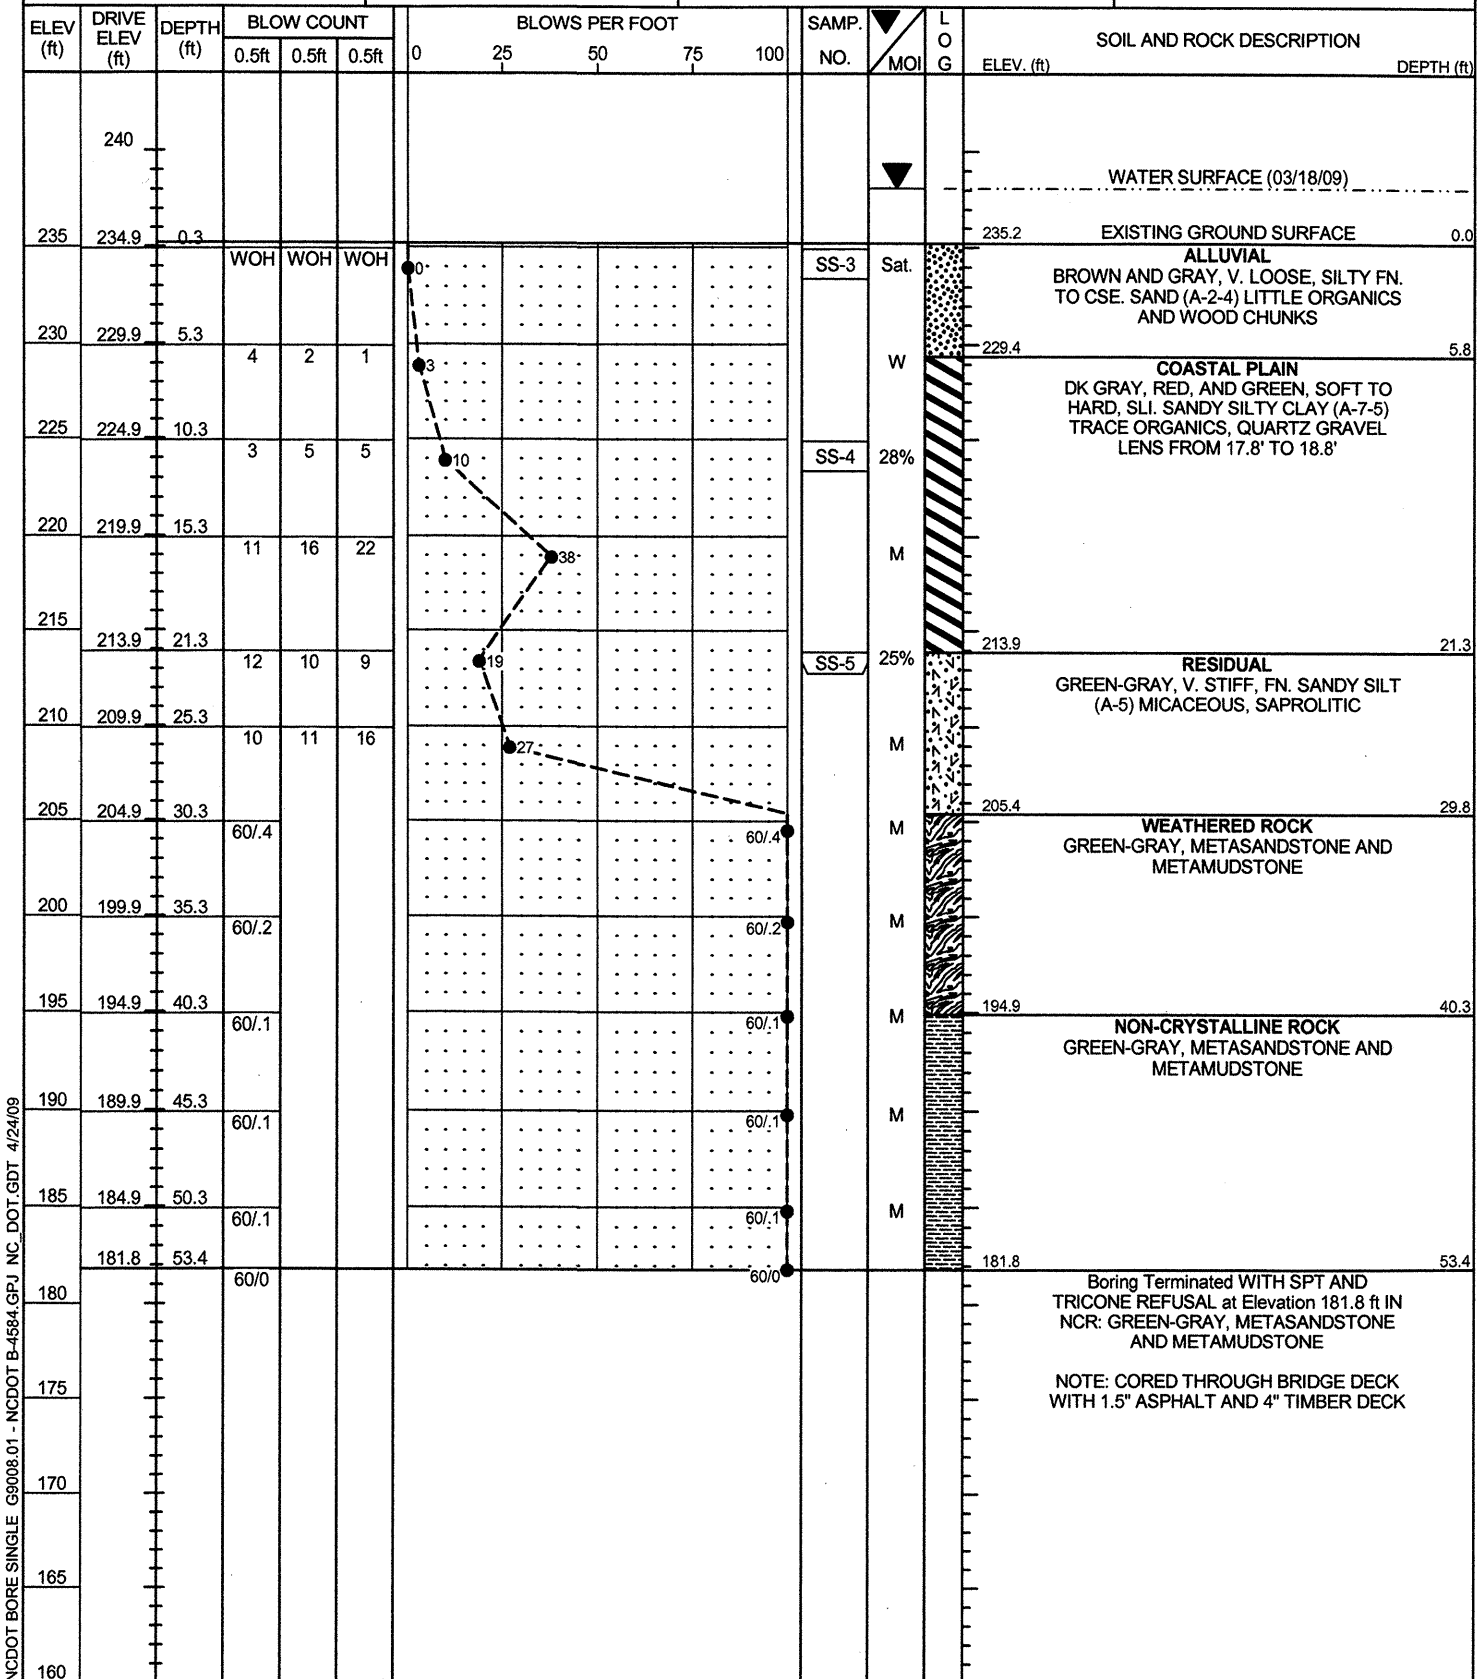 ELEV (ft) DRIVE ELEV (ft) DEPTH (ft) BLOW COUNT BLOWS PER FOOT SAMP. NO. MOI LOG SOIL AND ROCK DESCRIPTION
0.5ft 0.5ft 0.5ft 0 25 50 75 100 ELEV. (ft) DEPTH (ft)
240
WATER SURFACE (03/18/09)
235 234.9 0.3 235.2 EXISTING GROUND SURFACE 0.0
WOH WOH WOH 0 SS-3 Sat. ALLUVIAL
BROWN AND GRAY, V. LOOSE, SILTY FN.
TO CSE. SAND (A-2-4) LITTLE ORGANICS
AND WOOD CHUNKS
230 229.9 5.3 229.4 5.8
4 2 1 3 W COASTAL PLAIN
DK GRAY, RED, AND GREEN, SOFT TO
HARD, SLI. SANDY SILTY CLAY (A-7-5)
TRACE ORGANICS, QUARTZ GRAVEL
LENS FROM 17.8' TO 18.8'
225 224.9 10.3
3 5 5 10 SS-4 28%
220 219.9 15.3
11 16 22 38 M
215
213.9 21.3 213.9 21.3
12 10 9 19 SS-5 25% RESIDUAL
GREEN-GRAY, V. STIFF, FN. SANDY SILT
(A-5) MICACEOUS, SAPROLITIC
210 209.9 25.3
10 11 16 27 M
205 204.9 30.3 205.4 29.8
60/.4 60/.4 M WEATHERED ROCK
GREEN-GRAY, METASANDSTONE AND
METAMUDSTONE
200 199.9 35.3
60/.2 60/.2 M
195 194.9 40.3 194.9 40.3
60/.1 60/.1 M NON-CRYSTALLINE ROCK
GREEN-GRAY, METASANDSTONE AND
METAMUDSTONE
190 189.9 45.3
60/.1 60/.1 M
185 184.9 50.3
60/.1 60/.1 M
181.8 53.4 181.8 53.4
60/0 60/0
180
Boring Terminated WITH SPT AND
TRICONE REFUSAL at Elevation 181.8 ft IN
NCR: GREEN-GRAY, METASANDSTONE
AND METAMUDSTONE
175
NOTE: CORED THROUGH BRIDGE DECK
WITH 1.5" ASPHALT AND 4" TIMBER DECK
170
165
160
NCDOT BORE SINGLE G9008.01 - NCDOT B-4584.GPJ NC_DOT.GDT 4/24/09